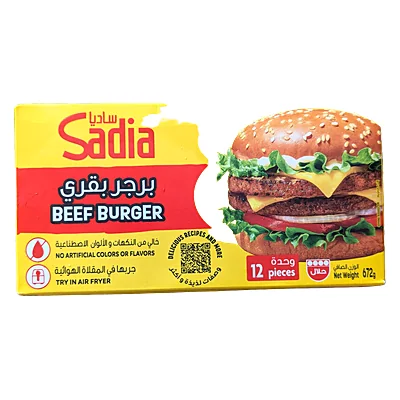 ساديا
Sadia
برجر بقري
BEEF BURGER
خالي من النكهات و الألوان الاصطناعية
NO ARTIFICIAL COLORS OR FLAVORS
جربها في المقلاة الهوائية
TRY IN AIR FRYER
DELICIOUS RECIPES AND MORE
وصفات لذيذة و أكثر
12 وحدة
pieces
حلال
الوزن الصافي
Net Weight 672g